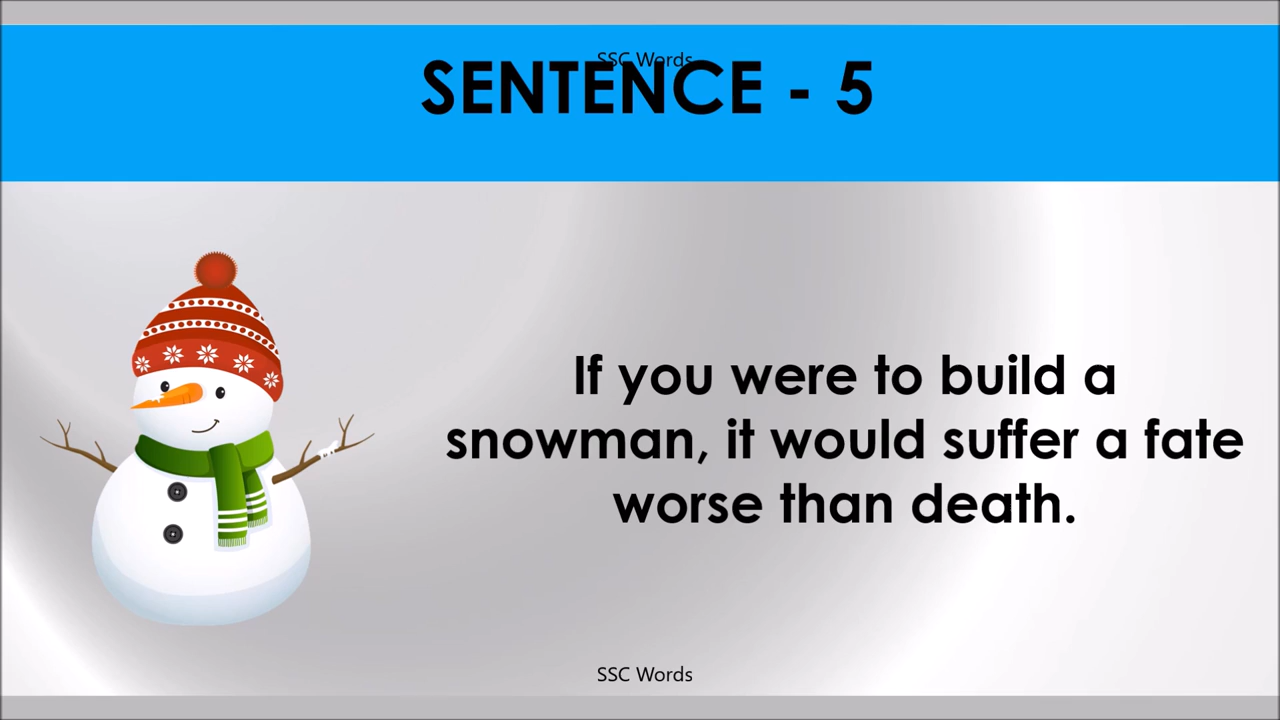 SSC Words
SENTENCE - 5
If you were to build a
snowman, it would suffer a fate
worse than death.
SSC Words